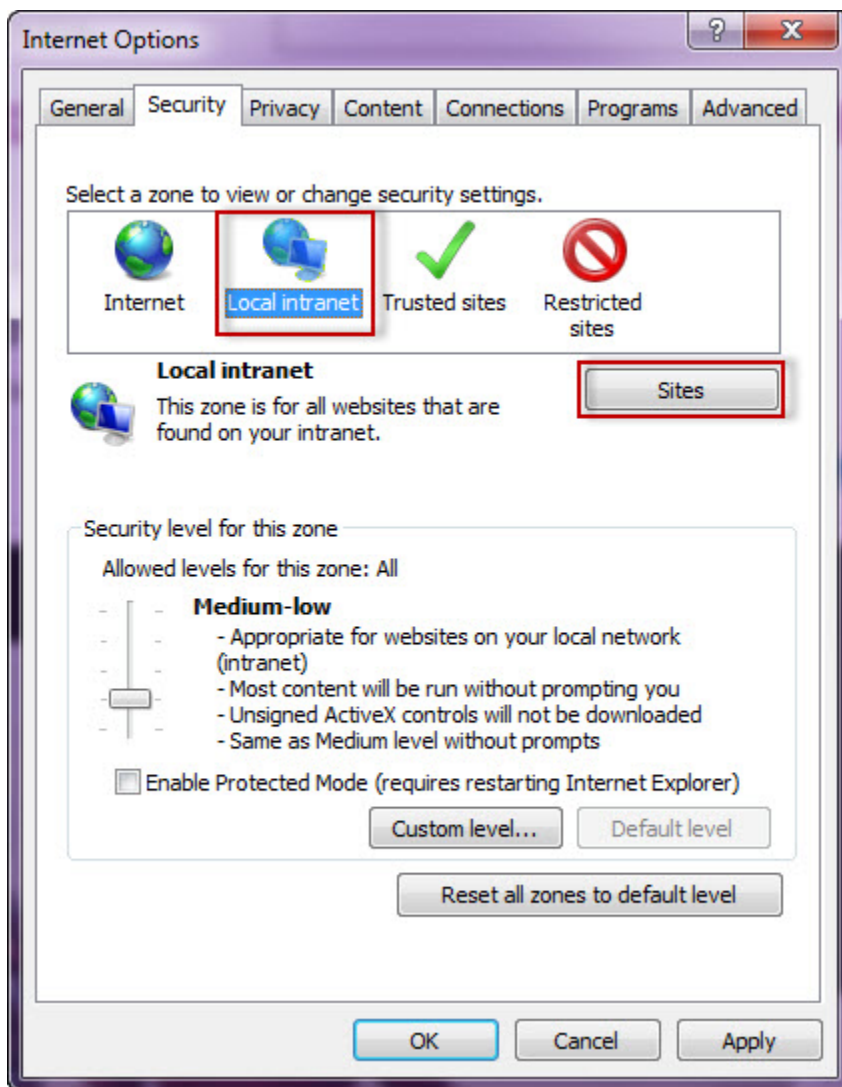 Internet Options
General Security Privacy Content Connections Programs Advanced
Select a zone to view or change security settings.
Internet Local intranet Trusted sites Restricted
sites
Local intranet
Sites
This zone is for all websites that are
found on your intranet.
Security level for this zone
Allowed levels for this zone: All
Medium-low
- Appropriate for websites on your local network
(intranet)
- Most content will be run without prompting you
- Unsigned ActiveX controls will not be downloaded
- Same as Medium level without prompts
Enable Protected Mode (requires restarting Internet Explorer)
Custom level... Default level
Reset all zones to default level
OK Cancel Apply